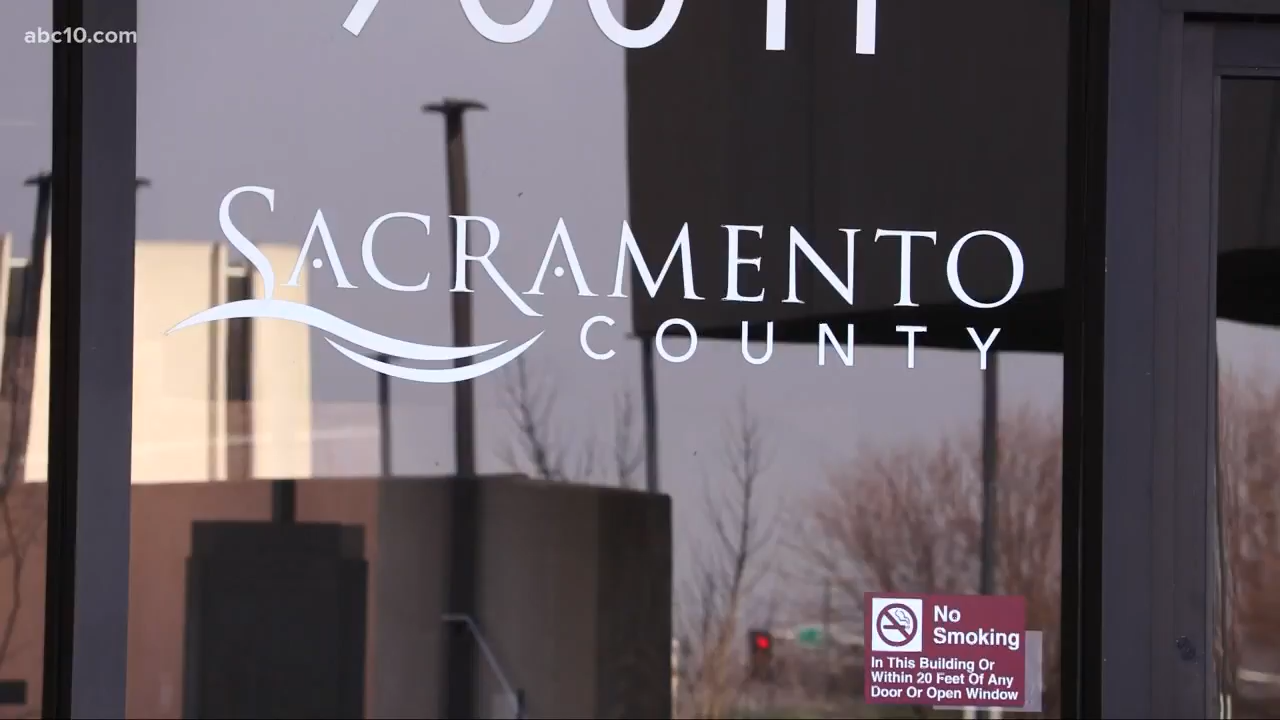 abc10.com
SACRAMENTO
COUNTY
No
Smoking
In This Building Or
Within 20 Feet Of Any
Door Or Open Window